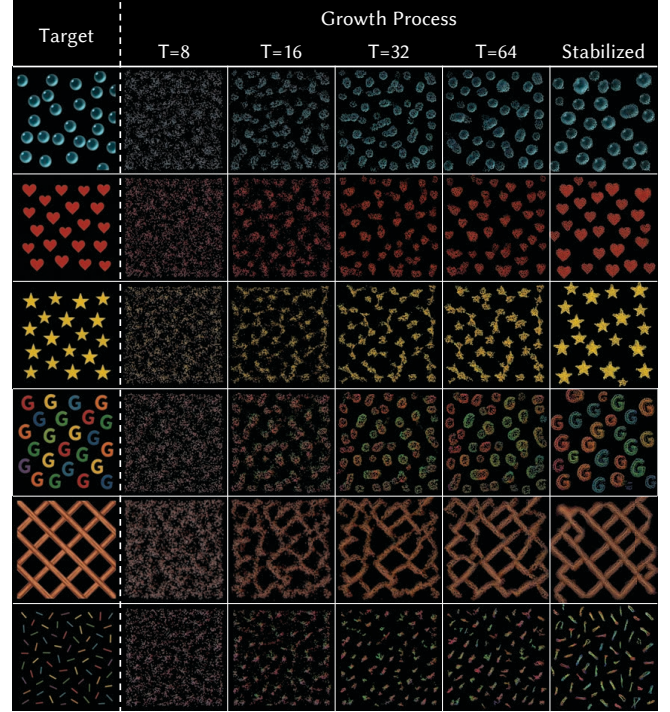 Growth Process
Target
T=8 T=16 T=32 T=64 Stabilized
G G G G
G G G
G G G G
G G G
G G G G
G G G G